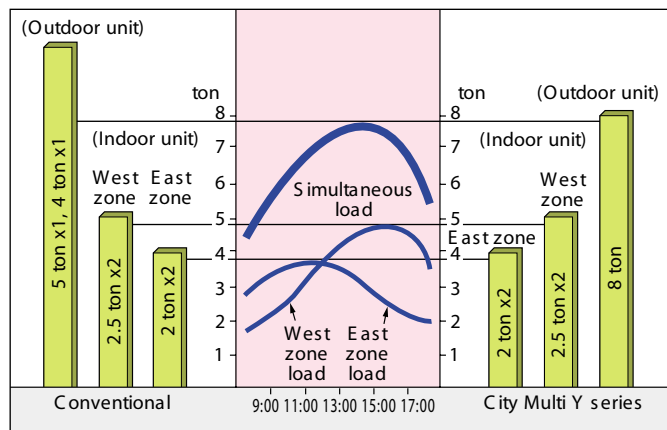 (Outdoor unit)
5 ton x1, 4 ton x1
(Indoor unit)
West
zone
East
zone
2.5 ton x2
2 ton x2
Conventional
ton
8
7
6
5
4
3
2
1
Simultaneous
load
West
zone
load
East
zone
load
9:00 11:00 13:00 15:00 17:00
ton
8
7
6
5
4
3
2
1
(Outdoor unit)
(Indoor unit)
West
zone
East zone
2 ton x2
2.5 ton x2
8 ton
City Multi Y series